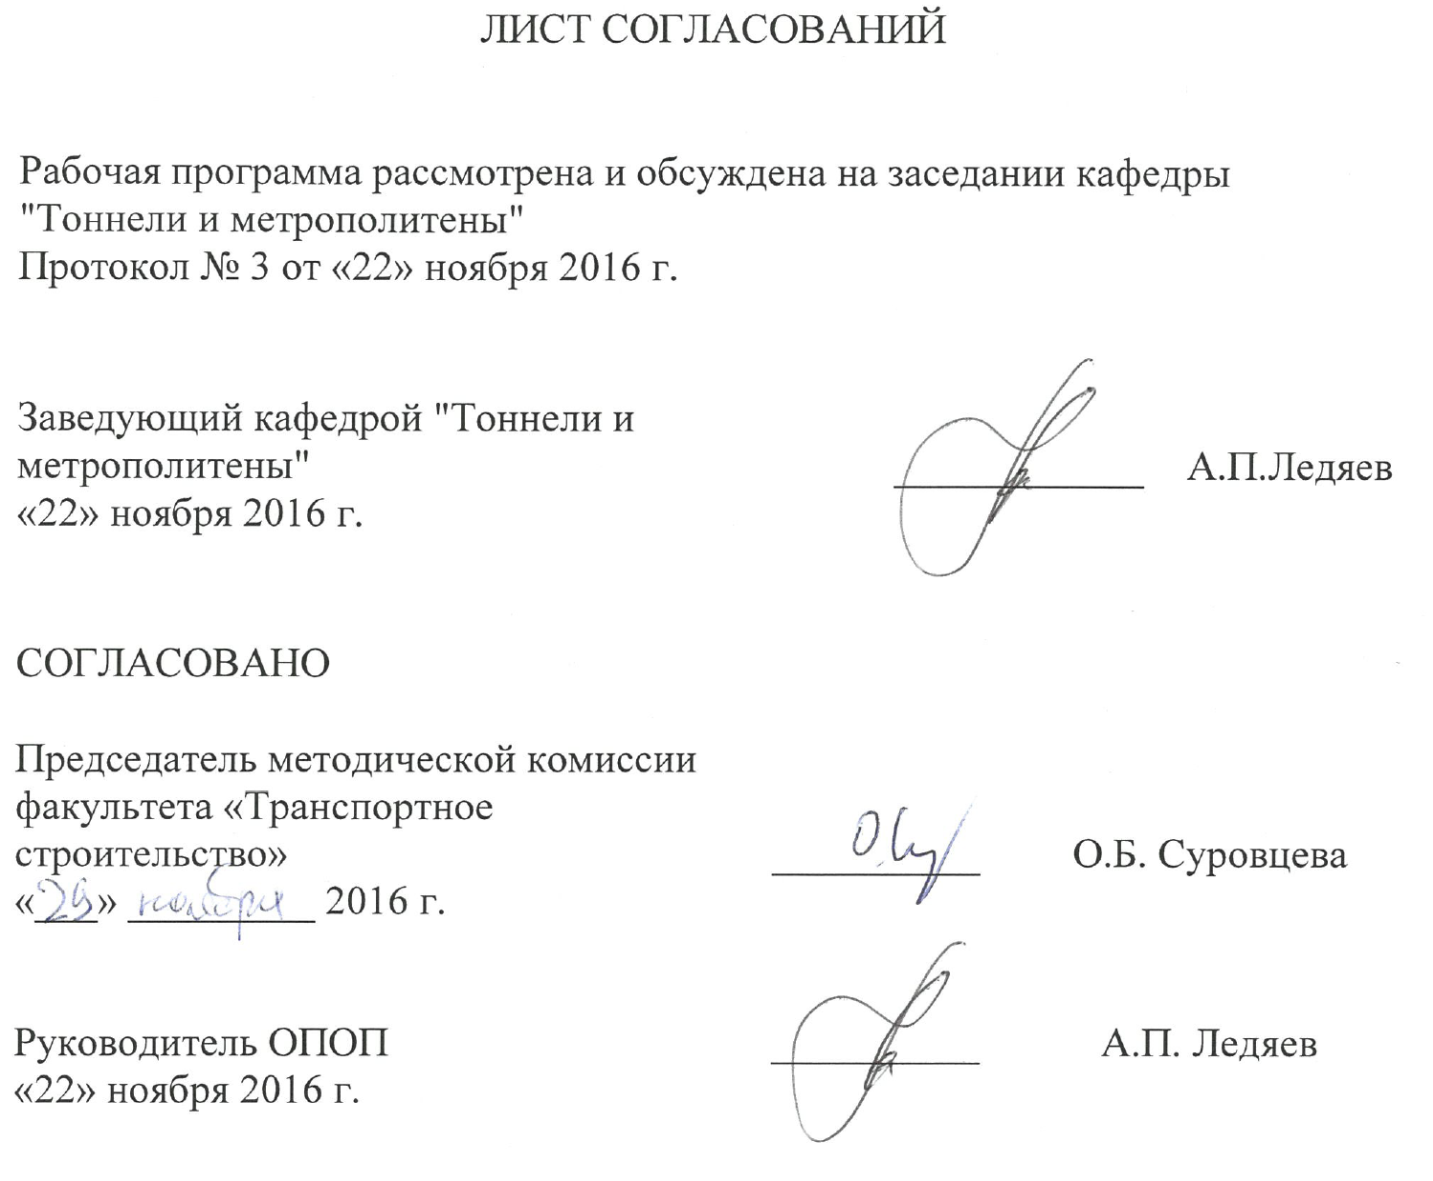 ЛИСТ СОГЛАСОВАНИЙ
Рабочая программа рассмотрена и обсуждена на заседании кафедры
"Тоннели и метрополитены"
Протокол № 3 от «22» ноября 2016 г.
Заведующий кафедрой "Тоннели и
метрополитены"
«22» ноября 2016 г.
А.П.Ледяев
СОГЛАСОВАНО
Председатель методической комиссии
факультета «Транспортное
строительство»
«29» ноября 2016 г.
О.Б. Суровцева
Руководитель ОПОП
«22» ноября 2016 г.
А.П. Ледяев